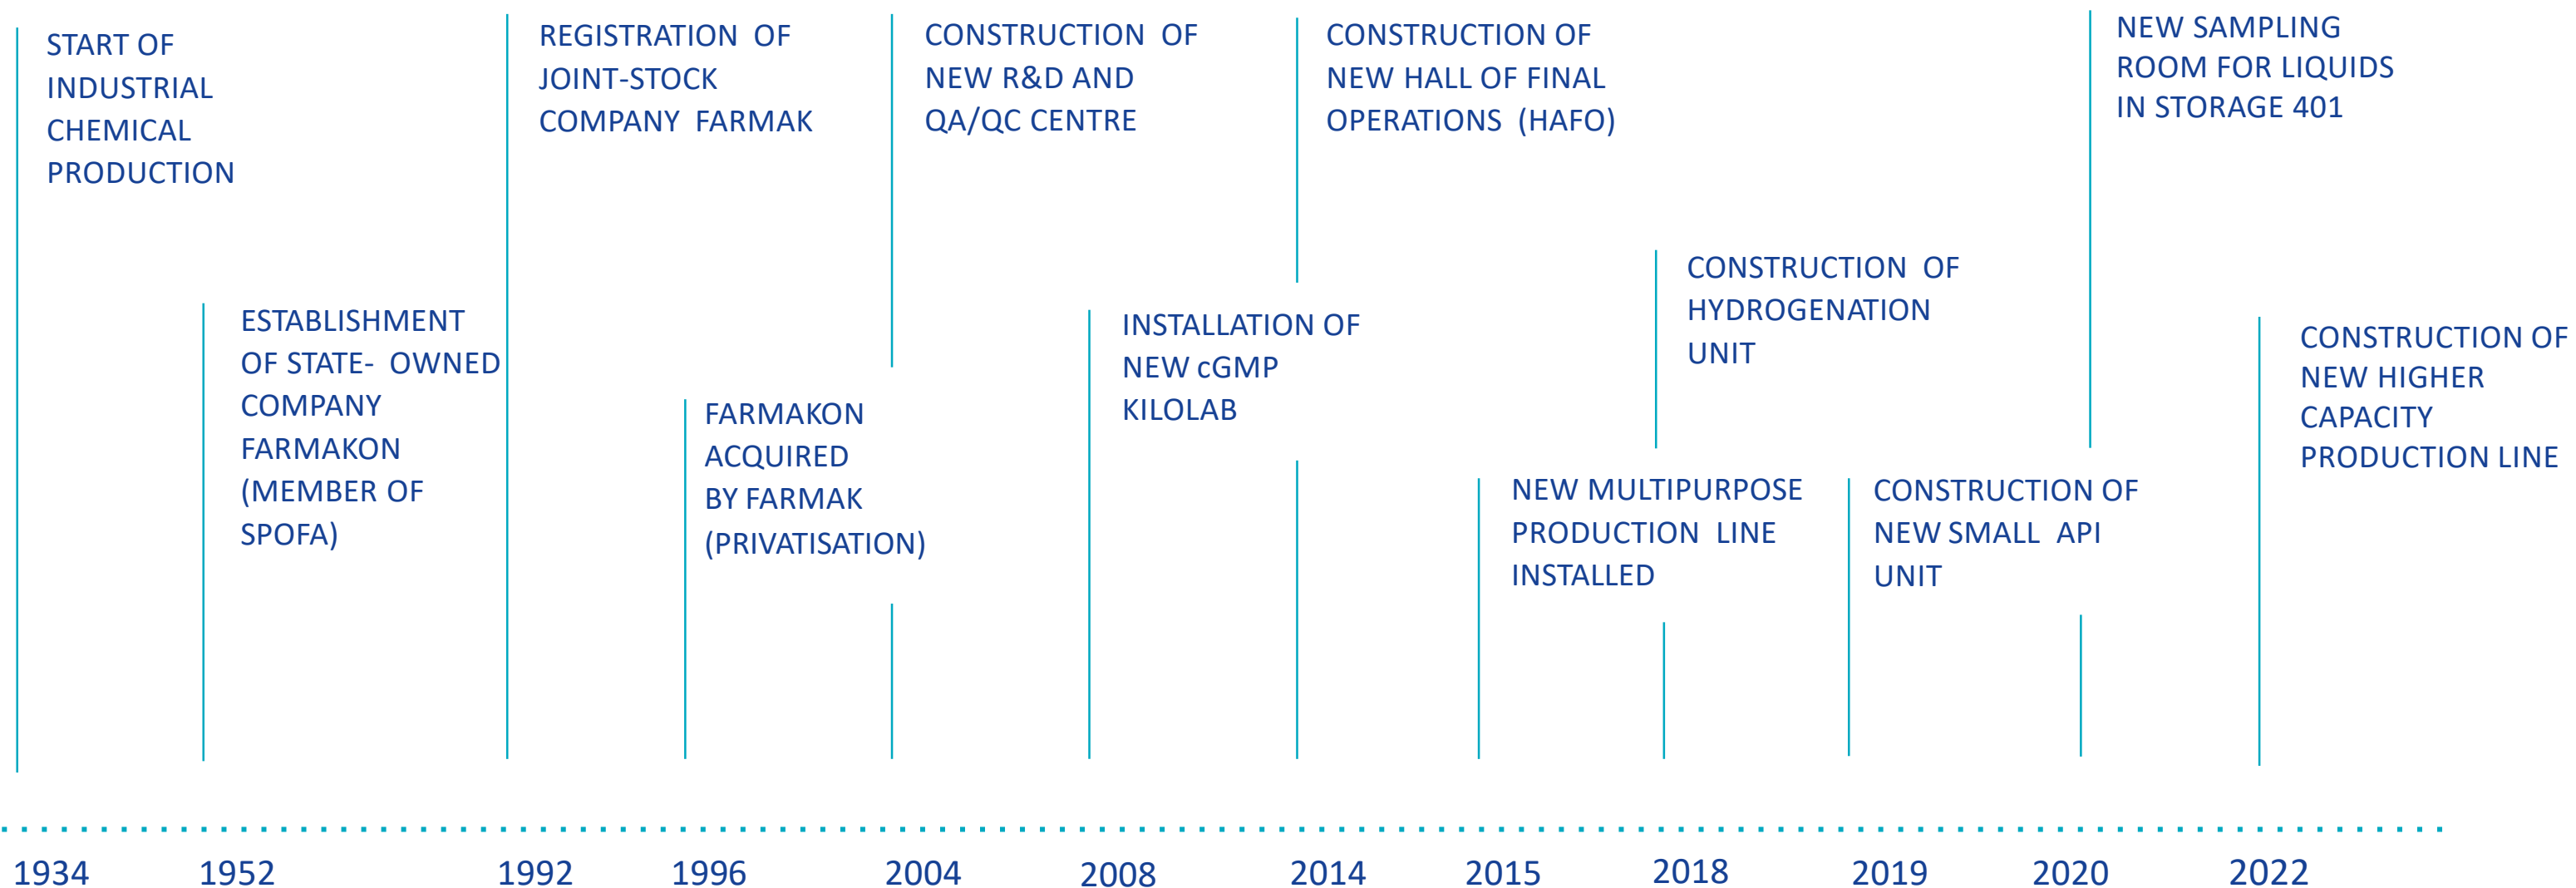 START OF
INDUSTRIAL
CHEMICAL
PRODUCTION
ESTABLISHMENT
OF STATE- OWNED
COMPANY
FARMAKON
(MEMBER OF
SPOFA)
REGISTRATION OF
JOINT-STOCK
COMPANY FARMAK
FARMAKON
ACQUIRED
BY FARMAK
(PRIVATISATION)
CONSTRUCTION OF
NEW R&D AND
QA/QC CENTRE
INSTALLATION OF
NEW cGMP
KILOLAB
CONSTRUCTION OF
NEW HALL OF FINAL
OPERATIONS (HAFO)
NEW MULTIPURPOSE
PRODUCTION LINE
INSTALLED
CONSTRUCTION OF
HYDROGENATION
UNIT
CONSTRUCTION OF
NEW SMALL API
UNIT
NEW SAMPLING
ROOM FOR LIQUIDS
IN STORAGE 401
CONSTRUCTION OF
NEW HIGHER
CAPACITY
PRODUCTION LINE
1934 1952 1992 1996 2004 2008 2014 2015 2018 2019 2020 2022